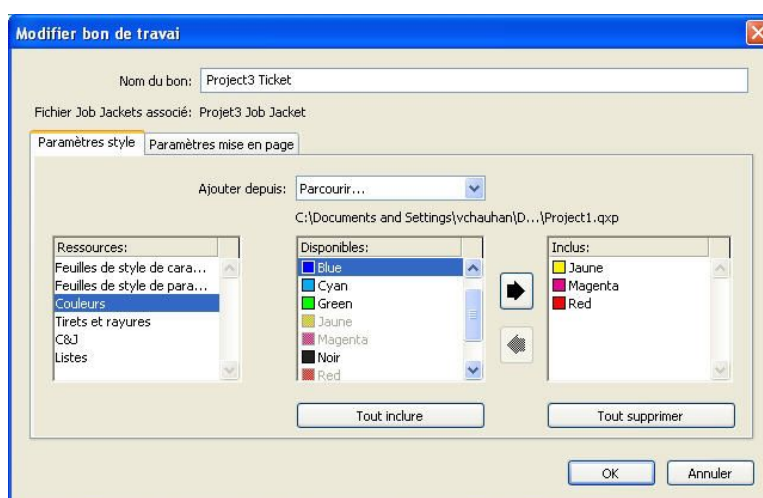 Modifier bon de travai
Nom du bon: Project3 Ticket
Fichier Job Jackets associé: Projet3 Job Jacket
Paramètres style Paramètres mise en page
Ajouter depuis: Parcourir...
C:\Documents and Settings\vchauhan\D...\Project1.qxp
Ressources:
Feuilles de style de cara...
Feuilles de style de para...
Couleurs
Tirets et rayures
C&J
Listes
Disponibles:
Blue
Cyan
Green
Jaune
Magenta
Noir
Red
Inclus:
Jaune
Magenta
Red
Tout inclure
Tout supprimer
OK Annuler